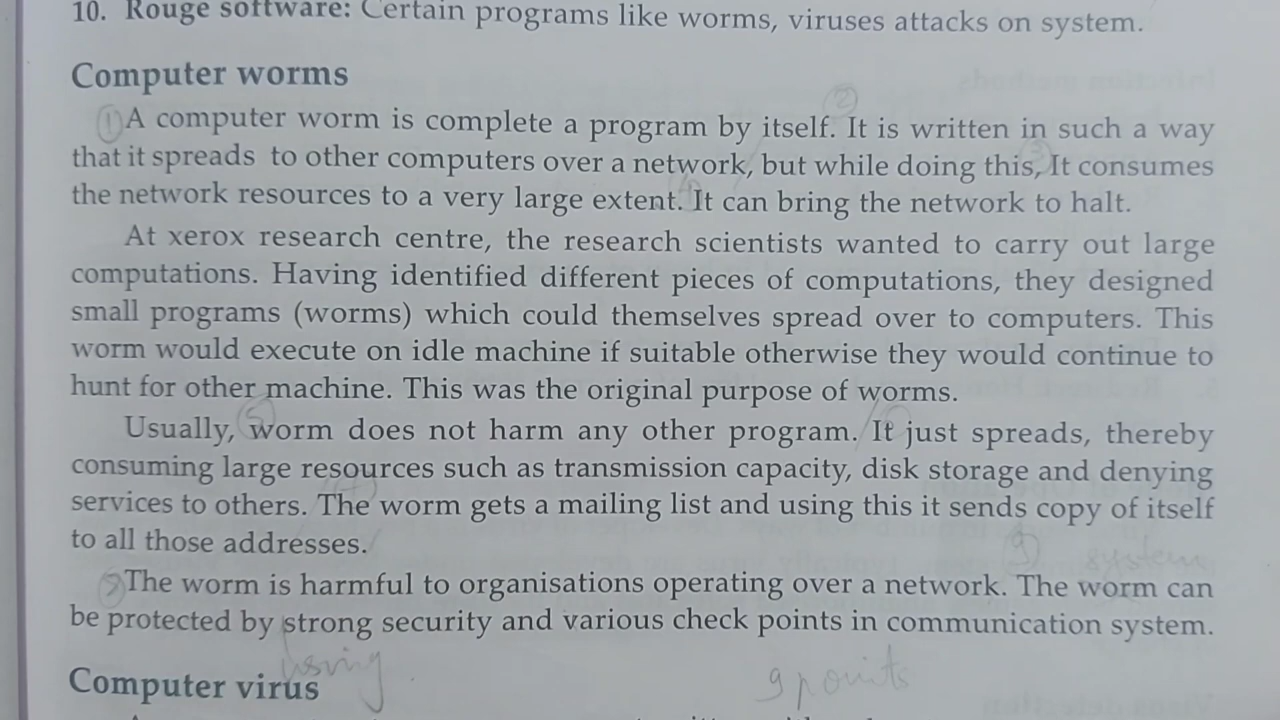 10. Rouge software: Certain programs like worms, viruses attacks on system.
Computer worms
① A computer worm is complete a program by itself. ② It is written in such a way
that it spreads to other computers over a network, but while doing this, ③ It consumes
the network resources to a very large extent. ④ It can bring the network to halt.
At xerox research centre, the research scientists wanted to carry out large
computations. Having identified different pieces of computations, they designed
small programs (worms) which could themselves spread over to computers. This
worm would execute on idle machine if suitable otherwise they would continue to
hunt for other machine. This was the original purpose of worms.
Usually, ⑤ worm does not harm any other program. It just spreads, thereby
consuming large resources such as transmission capacity, disk storage and denying
services to others. The worm gets a mailing list and using this it sends copy of itself
to all those addresses.
⑨ system
The worm is harmful to organisations operating over a network. The worm can
be protected by strong security and various check points in communication system.
using
9 points
Computer virus